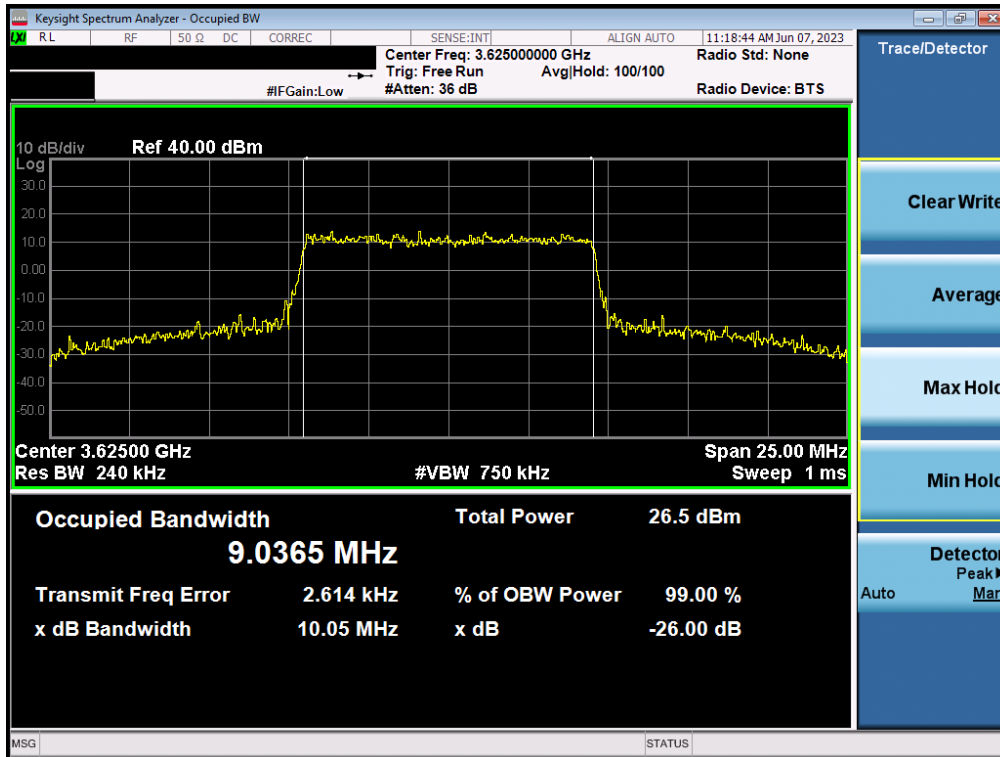 Keysight Spectrum Analyzer - Occupied BW
LXI RL RF 50 Ω DC CORREC SENSE:INT ALIGN AUTO 11:18:44 AM Jun 07, 2023
Center Freq: 3.625000000 GHz Radio Std: None
Trig: Free Run Avg|Hold: 100/100
#IFGain:Low #Atten: 36 dB Radio Device: BTS
Trace/Detector
10 dB/div Ref 40.00 dBm
Log
30.0
20.0
10.0
0.00
-10.0
-20.0
-30.0
-40.0
-50.0
Center 3.62500 GHz Span 25.00 MHz
Res BW 240 kHz #VBW 750 kHz Sweep 1 ms
Occupied Bandwidth Total Power 26.5 dBm
9.0365 MHz
Transmit Freq Error 2.614 kHz % of OBW Power 99.00 %
x dB Bandwidth 10.05 MHz x dB -26.00 dB
Clear Write
Average
Max Hold
Min Hold
Detector
Peak
Auto Man
MSG STATUS